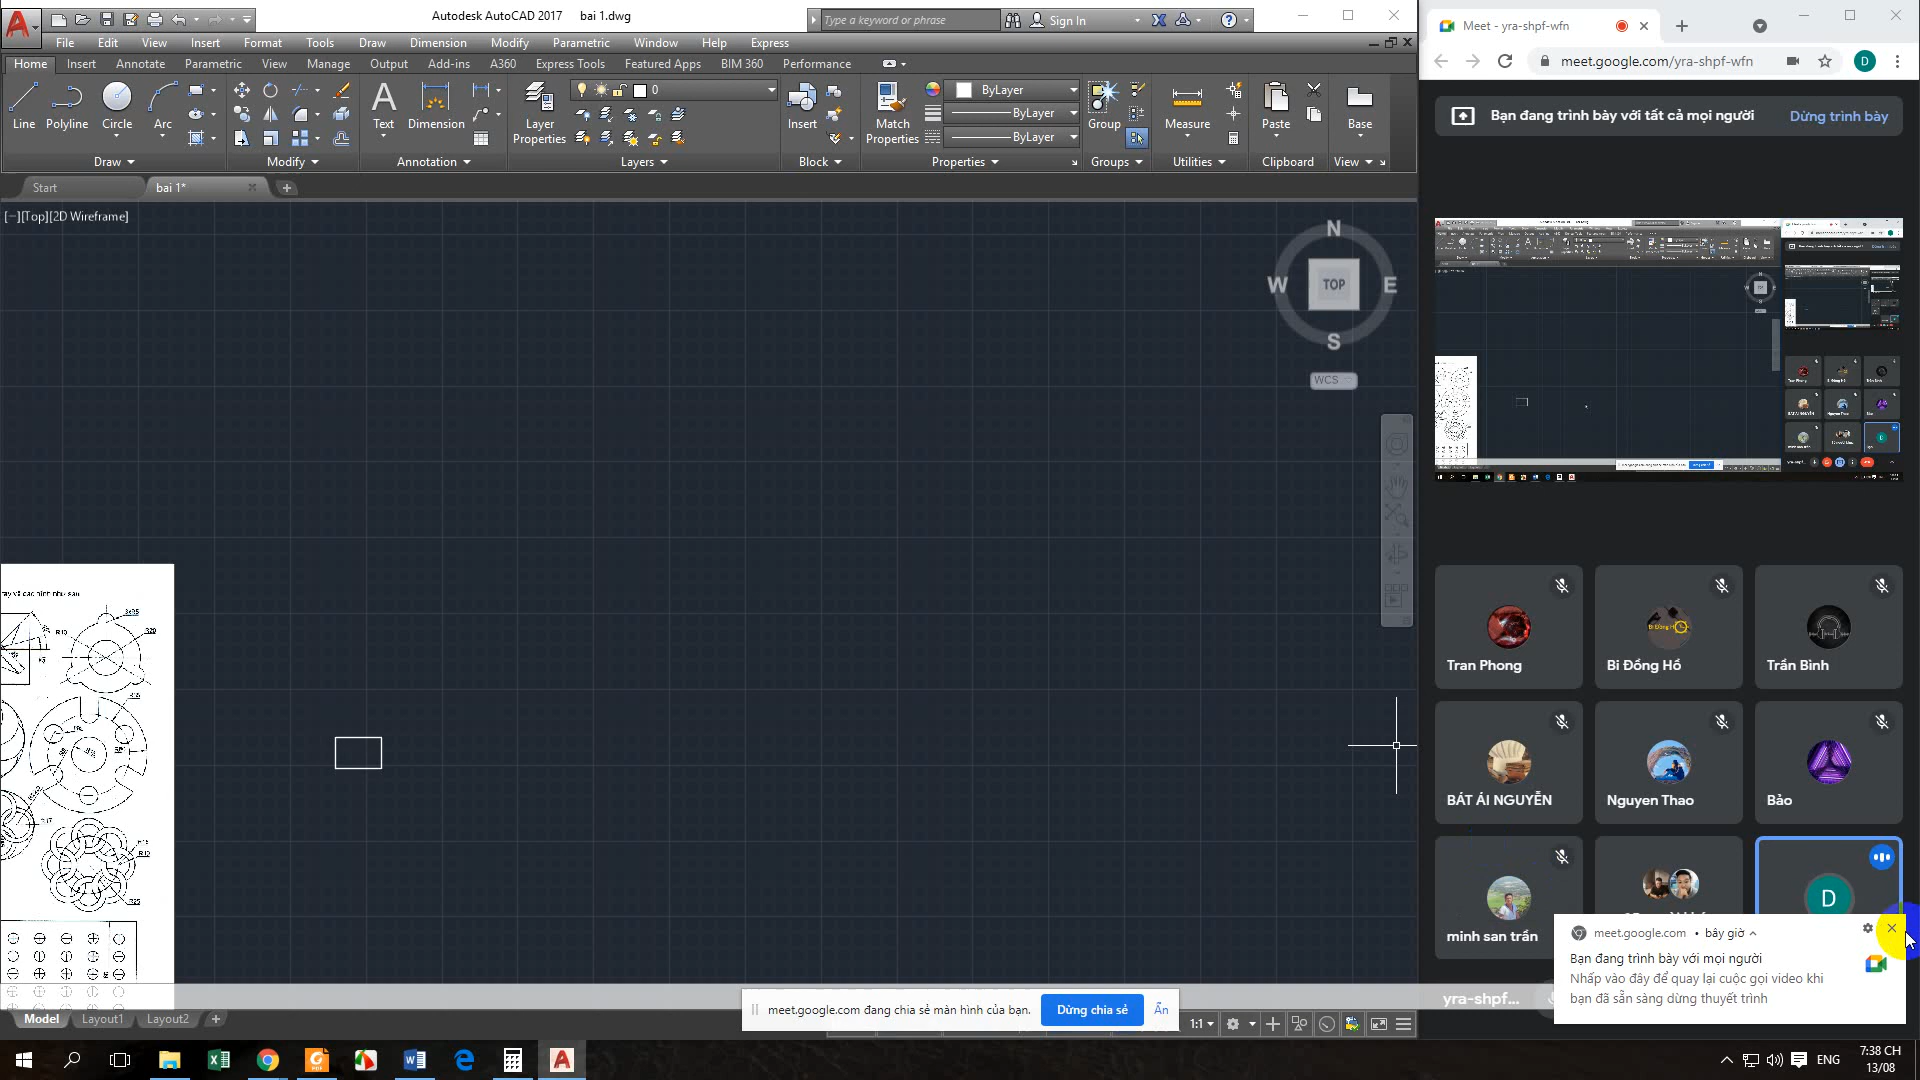 Autodesk AutoCAD 2017 bai 1.dwg
Type a keyword or phrase
Sign In
File Edit View Insert Format Tools Draw Dimension Modify Parametric Window Help Express
Home Insert Annotate Parametric View Manage Output Add-ins A360 Express Tools Featured Apps BIM 360 Performance
Line Polyline Circle Arc
Text Dimension
Layer Properties
0
Insert
Match Properties
ByLayer
ByLayer
ByLayer
Group
Measure
Paste
Base
Draw Modify Annotation Layers Block Properties Groups Utilities Clipboard View
Start bai 1*
[−][Top][2D Wireframe]
N
W TOP E
S
WCS
R10
R20
R17
R25
Model Layout1 Layout2
1:1
meet.google.com đang chia sẻ màn hình của bạn. Dừng chia sẻ Ẩn
Meet - yra-shpf-wfn
meet.google.com/yra-shpf-wfn
D
Bạn đang trình bày với tất cả mọi người Dừng trình bày
Tran Phong
Bi Đồng Hồ
Trần Bình
BÁT ÁI NGUYỄN
Nguyen Thao
Bảo
minh san trần
D
yra-shpf...
meet.google.com • bây giờ
Bạn đang trình bày với mọi người
Nhấp vào đây để quay lại cuộc gọi video khi
bạn đã sẵn sàng dừng thuyết trình
ENG
7:38 CH
13/08